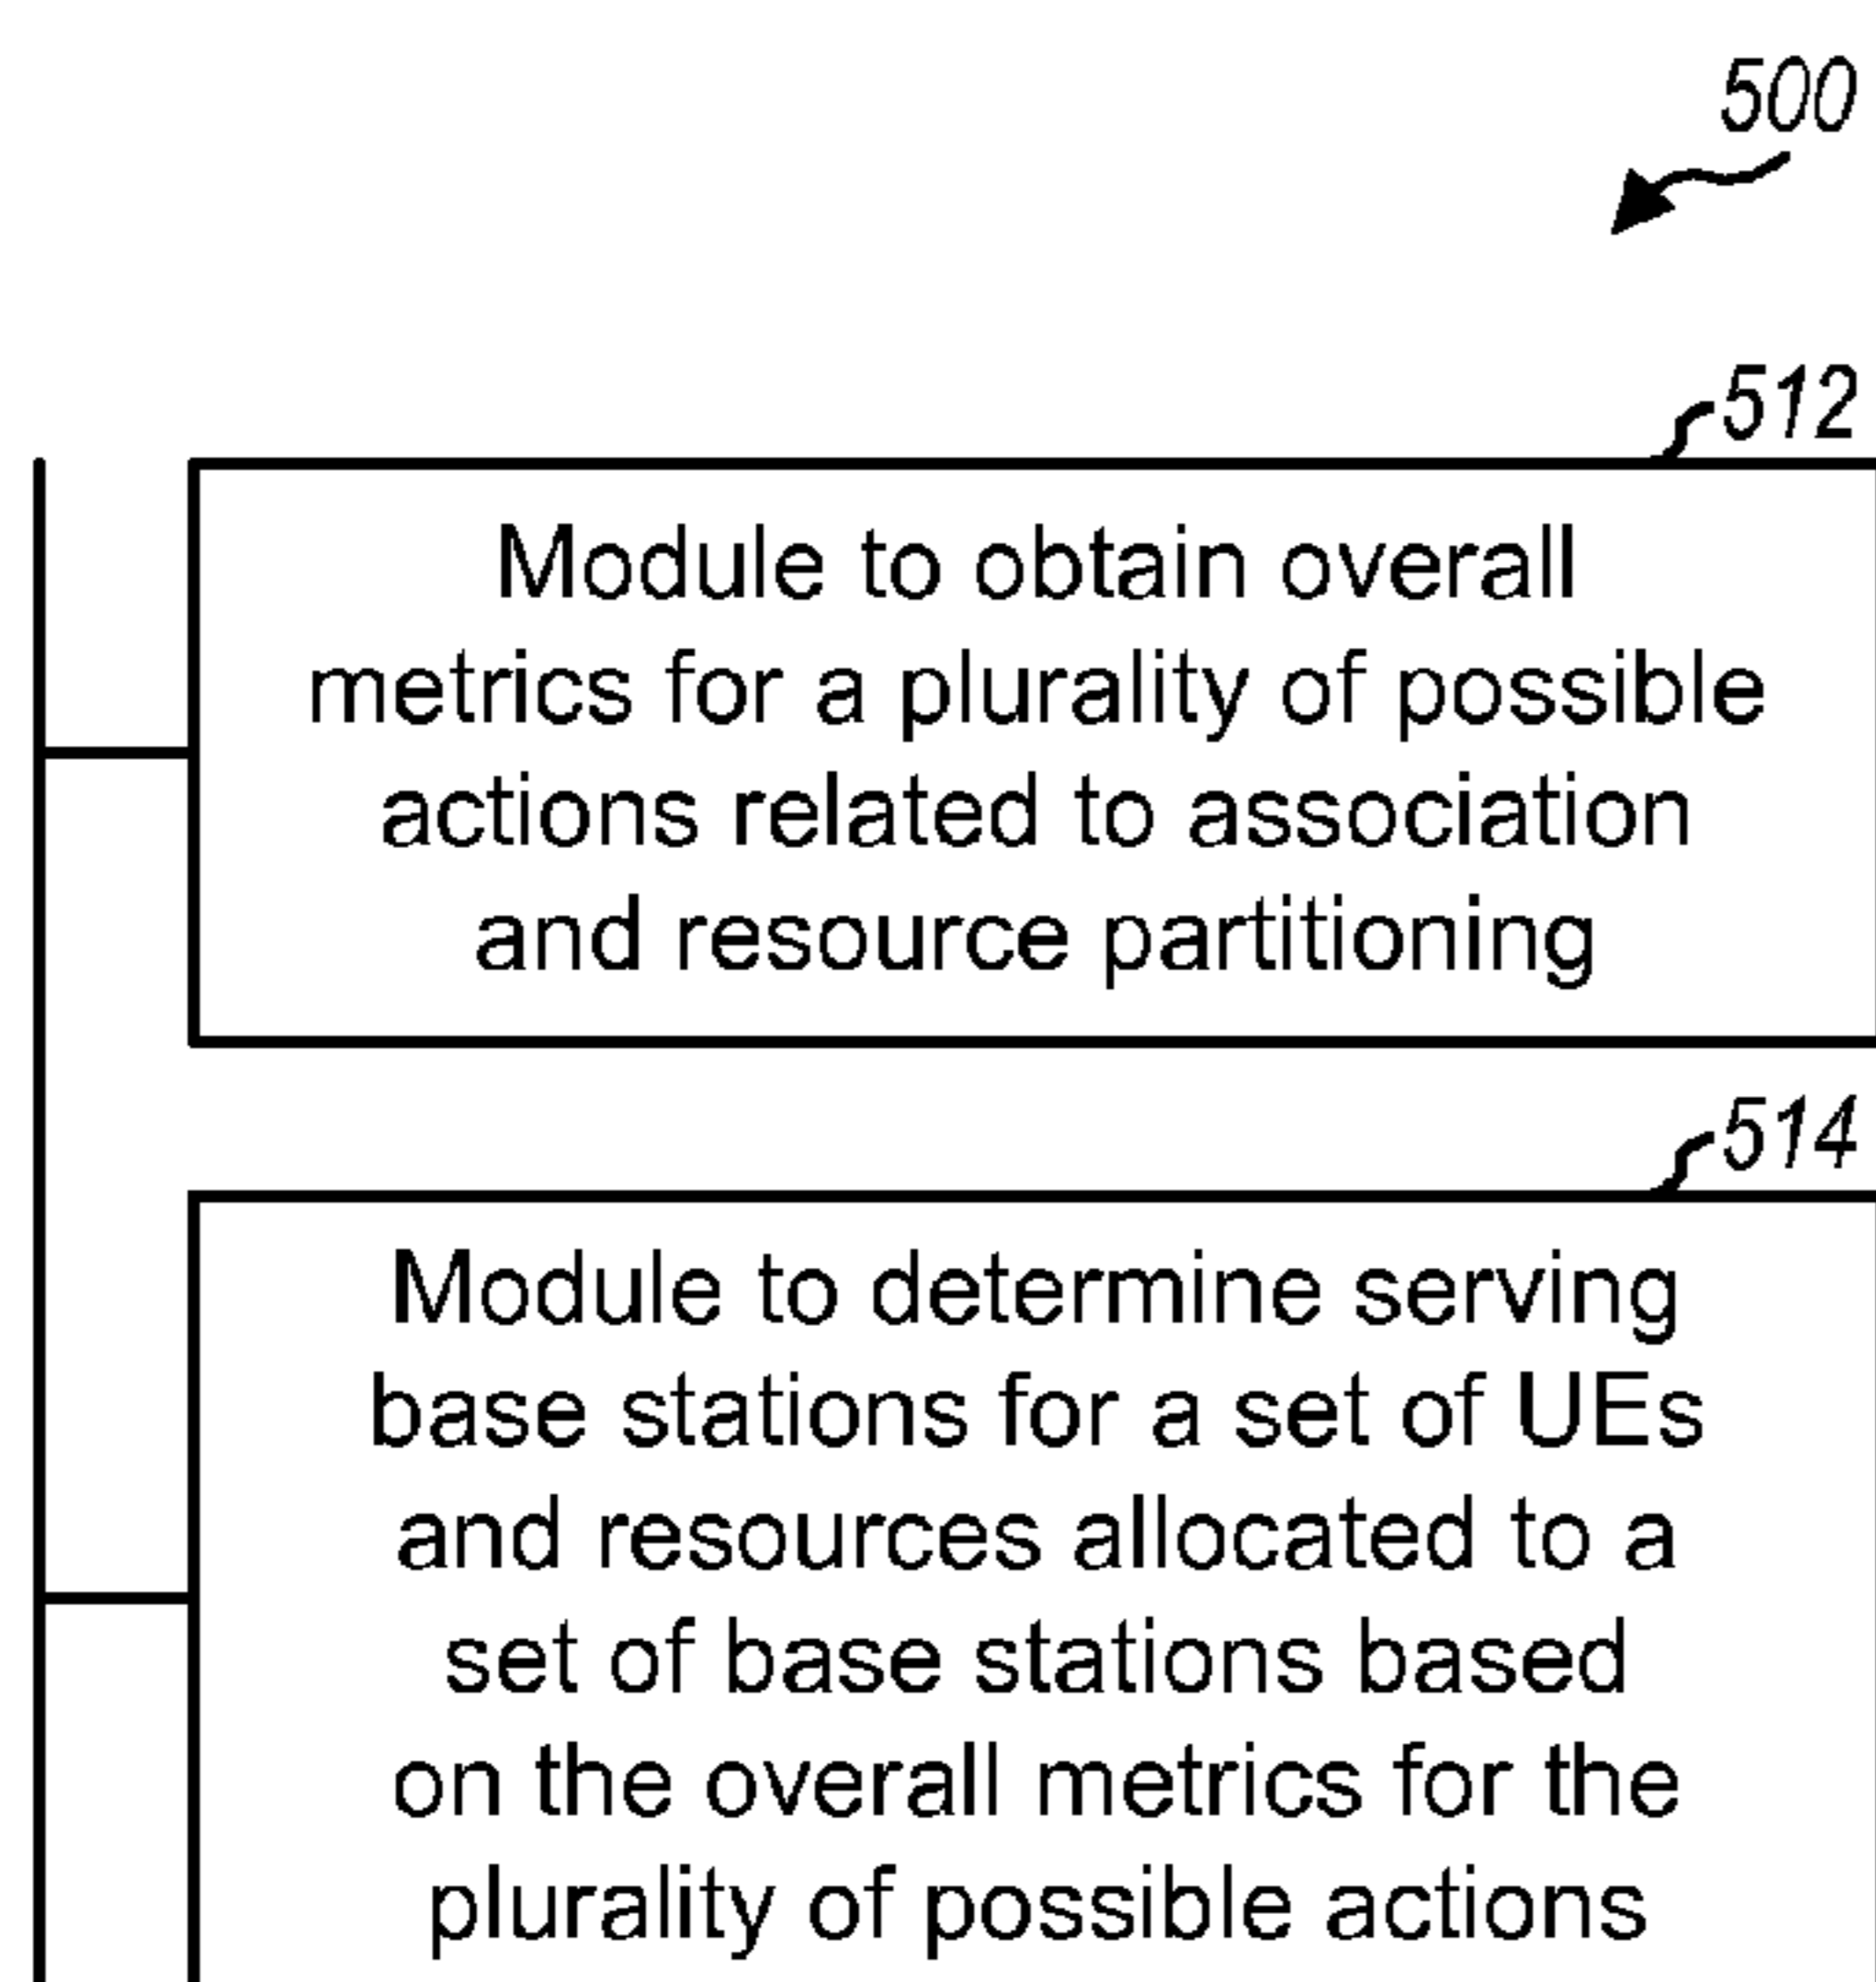 500
512
Module to obtain overall
metrics for a plurality of possible
actions related to association
and resource partitioning
514
Module to determine serving
base stations for a set of UEs
and resources allocated to a
set of base stations based
on the overall metrics for the
plurality of possible actions